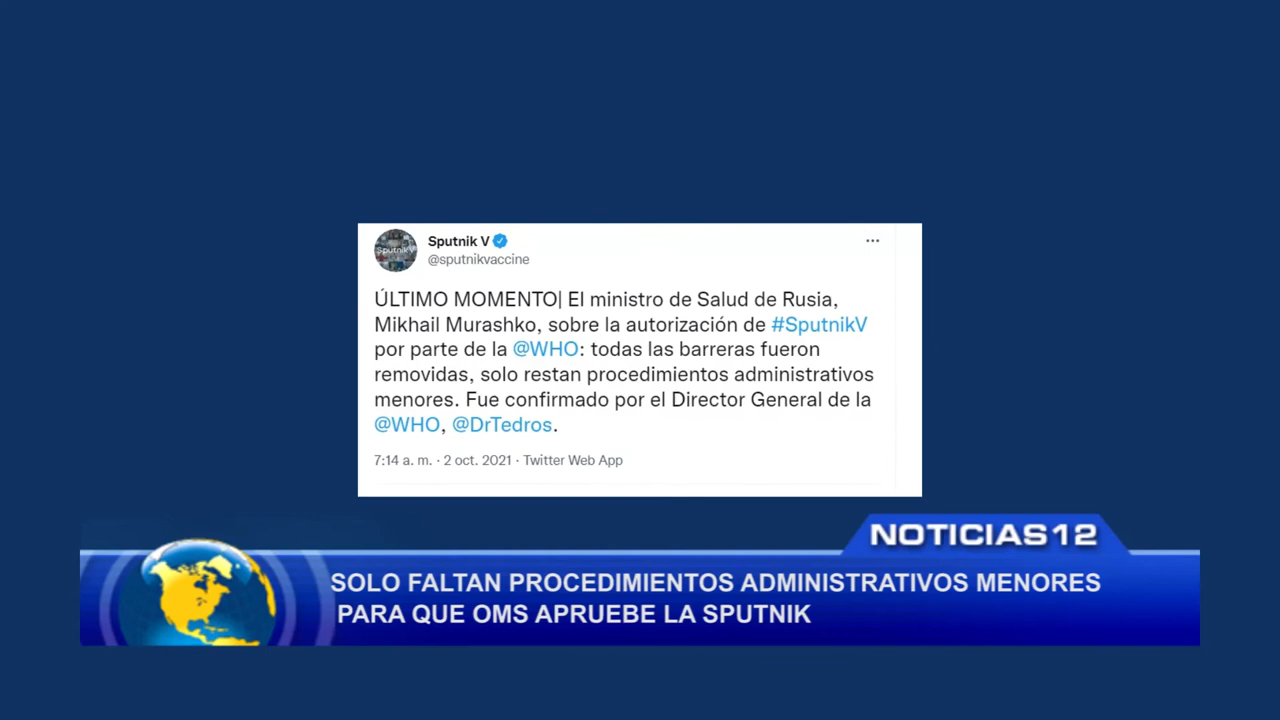 Sputnik V
@sputnikvaccine
ÚLTIMO MOMENTO| El ministro de Salud de Rusia,
Mikhail Murashko, sobre la autorización de #SputnikV
por parte de la @WHO: todas las barreras fueron
removidas, solo restan procedimientos administrativos
menores. Fue confirmado por el Director General de la
@WHO, @DrTedros.
7:14 a. m. · 2 oct. 2021 · Twitter Web App
NOTICIAS12
SOLO FALTAN PROCEDIMIENTOS ADMINISTRATIVOS MENORES
PARA QUE OMS APRUEBE LA SPUTNIK